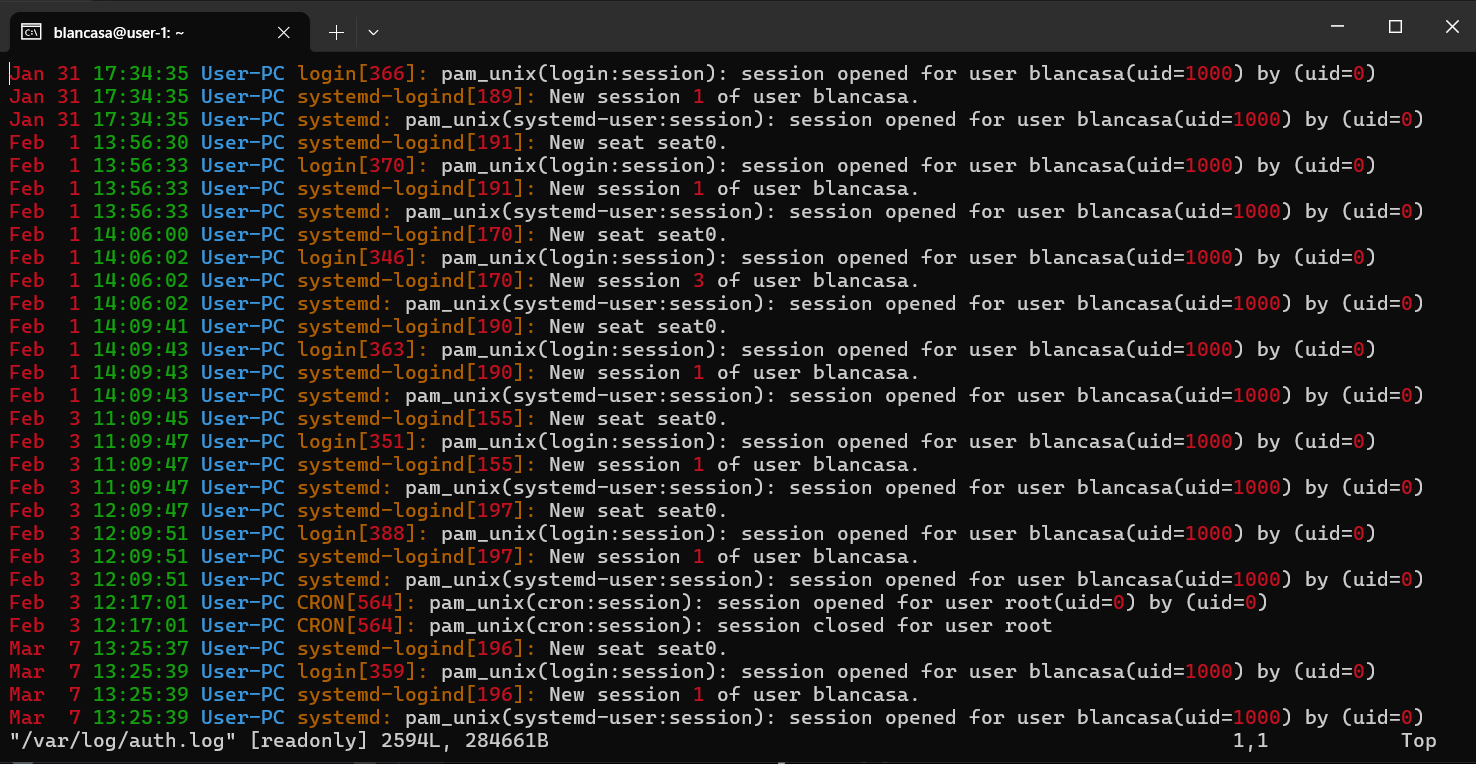 blancasa@user-1: ~
Jan 31 17:34:35 User-PC login[366]: pam_unix(login:session): session opened for user blancasa(uid=1000) by (uid=0)
Jan 31 17:34:35 User-PC systemd-logind[189]: New session 1 of user blancasa.
Jan 31 17:34:35 User-PC systemd: pam_unix(systemd-user:session): session opened for user blancasa(uid=1000) by (uid=0)
Feb  1 13:56:30 User-PC systemd-logind[191]: New seat seat0.
Feb  1 13:56:33 User-PC login[370]: pam_unix(login:session): session opened for user blancasa(uid=1000) by (uid=0)
Feb  1 13:56:33 User-PC systemd-logind[191]: New session 1 of user blancasa.
Feb  1 13:56:33 User-PC systemd: pam_unix(systemd-user:session): session opened for user blancasa(uid=1000) by (uid=0)
Feb  1 14:06:00 User-PC systemd-logind[170]: New seat seat0.
Feb  1 14:06:02 User-PC login[346]: pam_unix(login:session): session opened for user blancasa(uid=1000) by (uid=0)
Feb  1 14:06:02 User-PC systemd-logind[170]: New session 3 of user blancasa.
Feb  1 14:06:02 User-PC systemd: pam_unix(systemd-user:session): session opened for user blancasa(uid=1000) by (uid=0)
Feb  1 14:09:41 User-PC systemd-logind[190]: New seat seat0.
Feb  1 14:09:43 User-PC login[363]: pam_unix(login:session): session opened for user blancasa(uid=1000) by (uid=0)
Feb  1 14:09:43 User-PC systemd-logind[190]: New session 1 of user blancasa.
Feb  1 14:09:43 User-PC systemd: pam_unix(systemd-user:session): session opened for user blancasa(uid=1000) by (uid=0)
Feb  3 11:09:45 User-PC systemd-logind[155]: New seat seat0.
Feb  3 11:09:47 User-PC login[351]: pam_unix(login:session): session opened for user blancasa(uid=1000) by (uid=0)
Feb  3 11:09:47 User-PC systemd-logind[155]: New session 1 of user blancasa.
Feb  3 11:09:47 User-PC systemd: pam_unix(systemd-user:session): session opened for user blancasa(uid=1000) by (uid=0)
Feb  3 12:09:47 User-PC systemd-logind[197]: New seat seat0.
Feb  3 12:09:51 User-PC login[388]: pam_unix(login:session): session opened for user blancasa(uid=1000) by (uid=0)
Feb  3 12:09:51 User-PC systemd-logind[197]: New session 1 of user blancasa.
Feb  3 12:09:51 User-PC systemd: pam_unix(systemd-user:session): session opened for user blancasa(uid=1000) by (uid=0)
Feb  3 12:17:01 User-PC CRON[564]: pam_unix(cron:session): session opened for user root(uid=0) by (uid=0)
Feb  3 12:17:01 User-PC CRON[564]: pam_unix(cron:session): session closed for user root
Mar  7 13:25:37 User-PC systemd-logind[196]: New seat seat0.
Mar  7 13:25:39 User-PC login[359]: pam_unix(login:session): session opened for user blancasa(uid=1000) by (uid=0)
Mar  7 13:25:39 User-PC systemd-logind[196]: New session 1 of user blancasa.
Mar  7 13:25:39 User-PC systemd: pam_unix(systemd-user:session): session opened for user blancasa(uid=1000) by (uid=0)
"/var/log/auth.log" [readonly] 2594L, 284661B 1,1 Top